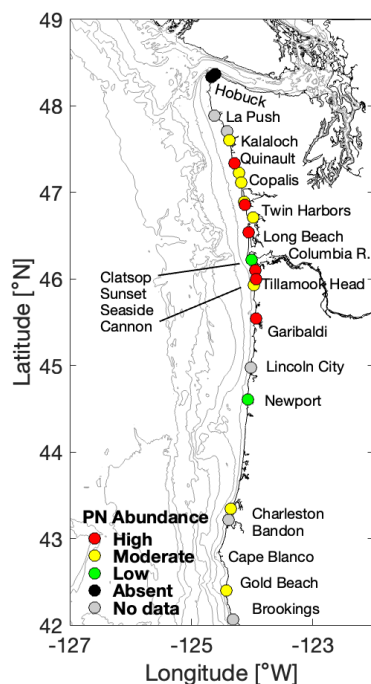 49
48
47
46
45
44
43
42
Latitude [°N]
Hobuck
La Push
Kalaloch
Quinault
Copalis
Twin Harbors
Long Beach
Columbia R.
Clatsop
Sunset
Seaside
Cannon
Tillamook Head
Garibaldi
Lincoln City
Newport
Charleston
Bandon
Cape Blanco
Gold Beach
Brookings
PN Abundance
High
Moderate
Low
Absent
No data
-127
-125
-123
Longitude [°W]